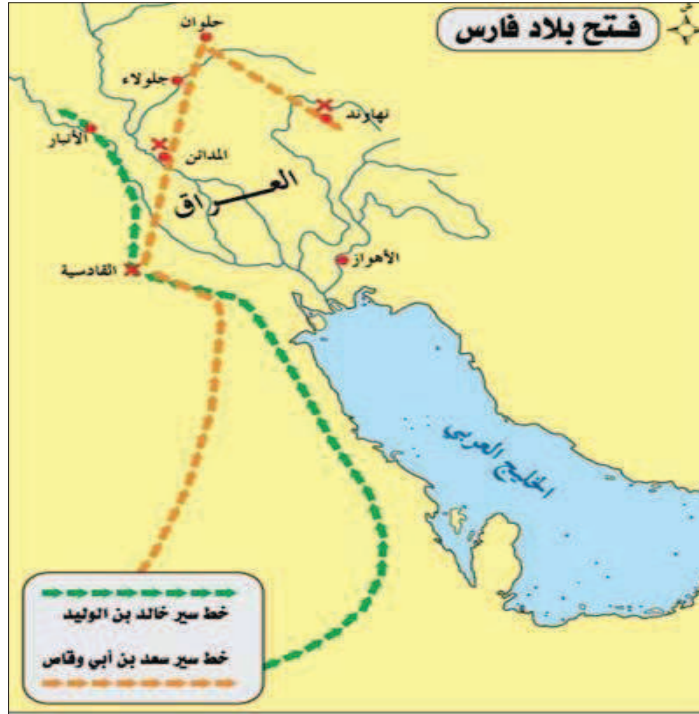 فتح بلاد فارس
حلوان
جلولاء
نهاوند
الأنبار
المدائن
العراق
القادسية
الأهواز
الخليج العربي
خط سير خالد بن الوليد
خط سير سعد بن أبي وقاص